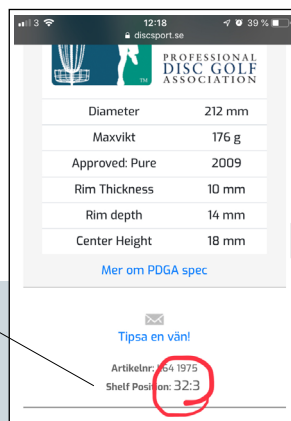 3 12:18 39 %
discsport.se
PROFESSIONAL
DISC GOLF
ASSOCIATION
TM
Diameter 212 mm
Maxvikt 176 g
Approved: Pure 2009
Rim Thickness 10 mm
Rim depth 14 mm
Center Height 18 mm
Mer om PDGA spec
Tipsa en vän!
Artikelnr: 1975
Shelf Position: 32:3